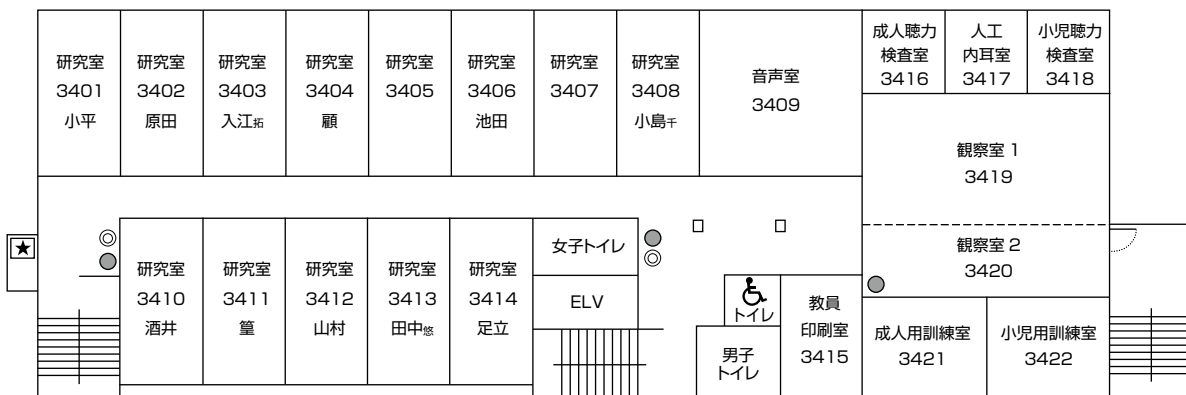 研究室
3401
小平
研究室
3402
原田
研究室
3403
入江拓
研究室
3404
顧
研究室
3405
研究室
3406
池田
研究室
3407
研究室
3408
小島千
音声室
3409
成人聴力
検査室
3416
人工
内耳室
3417
小児聴力
検査室
3418
観察室 1
3419
観察室 2
3420
研究室
3410
酒井
研究室
3411
篁
研究室
3412
山村
研究室
3413
田中悠
研究室
3414
足立
女子トイレ
ELV
トイレ
男子
トイレ
教員
印刷室
3415
成人用訓練室
3421
小児用訓練室
3422